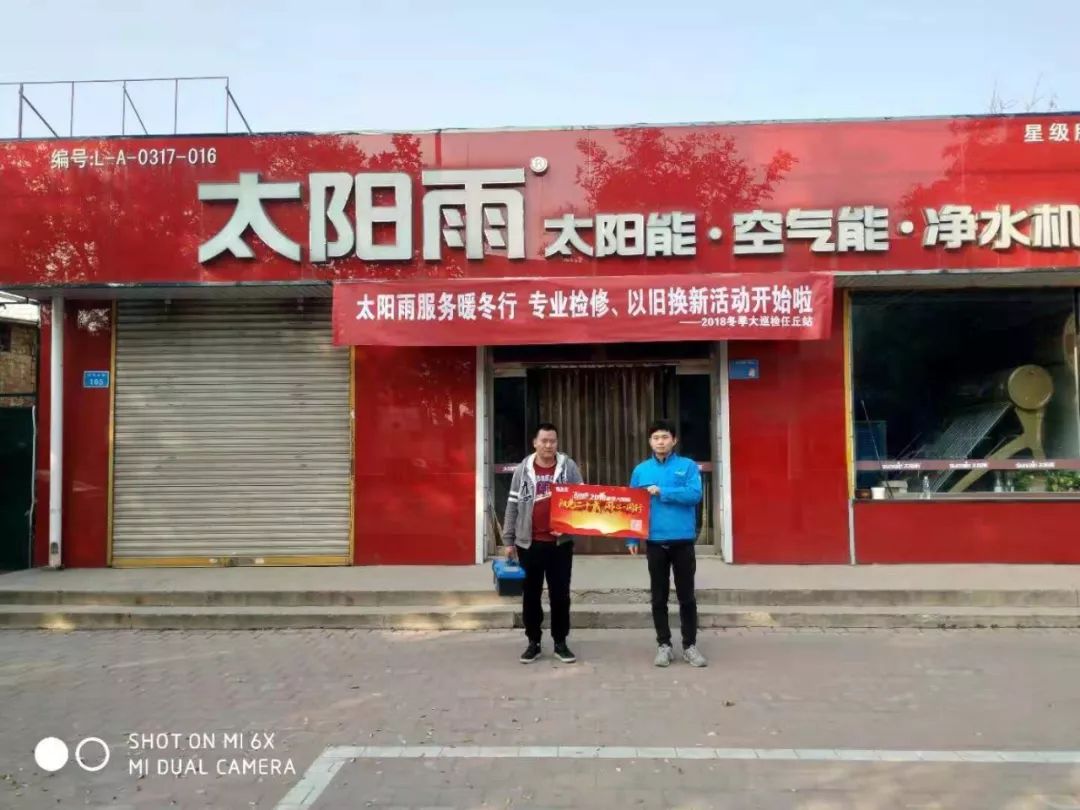 编号:L-A-0317-016
星级
太阳雨®
太阳能·空气能·净水机
太阳雨服务暖冬行 专业检修、以旧换新活动开始啦
——2018冬季大巡检任丘站
105
SHOT ON MI 6X
MI DUAL CAMERA